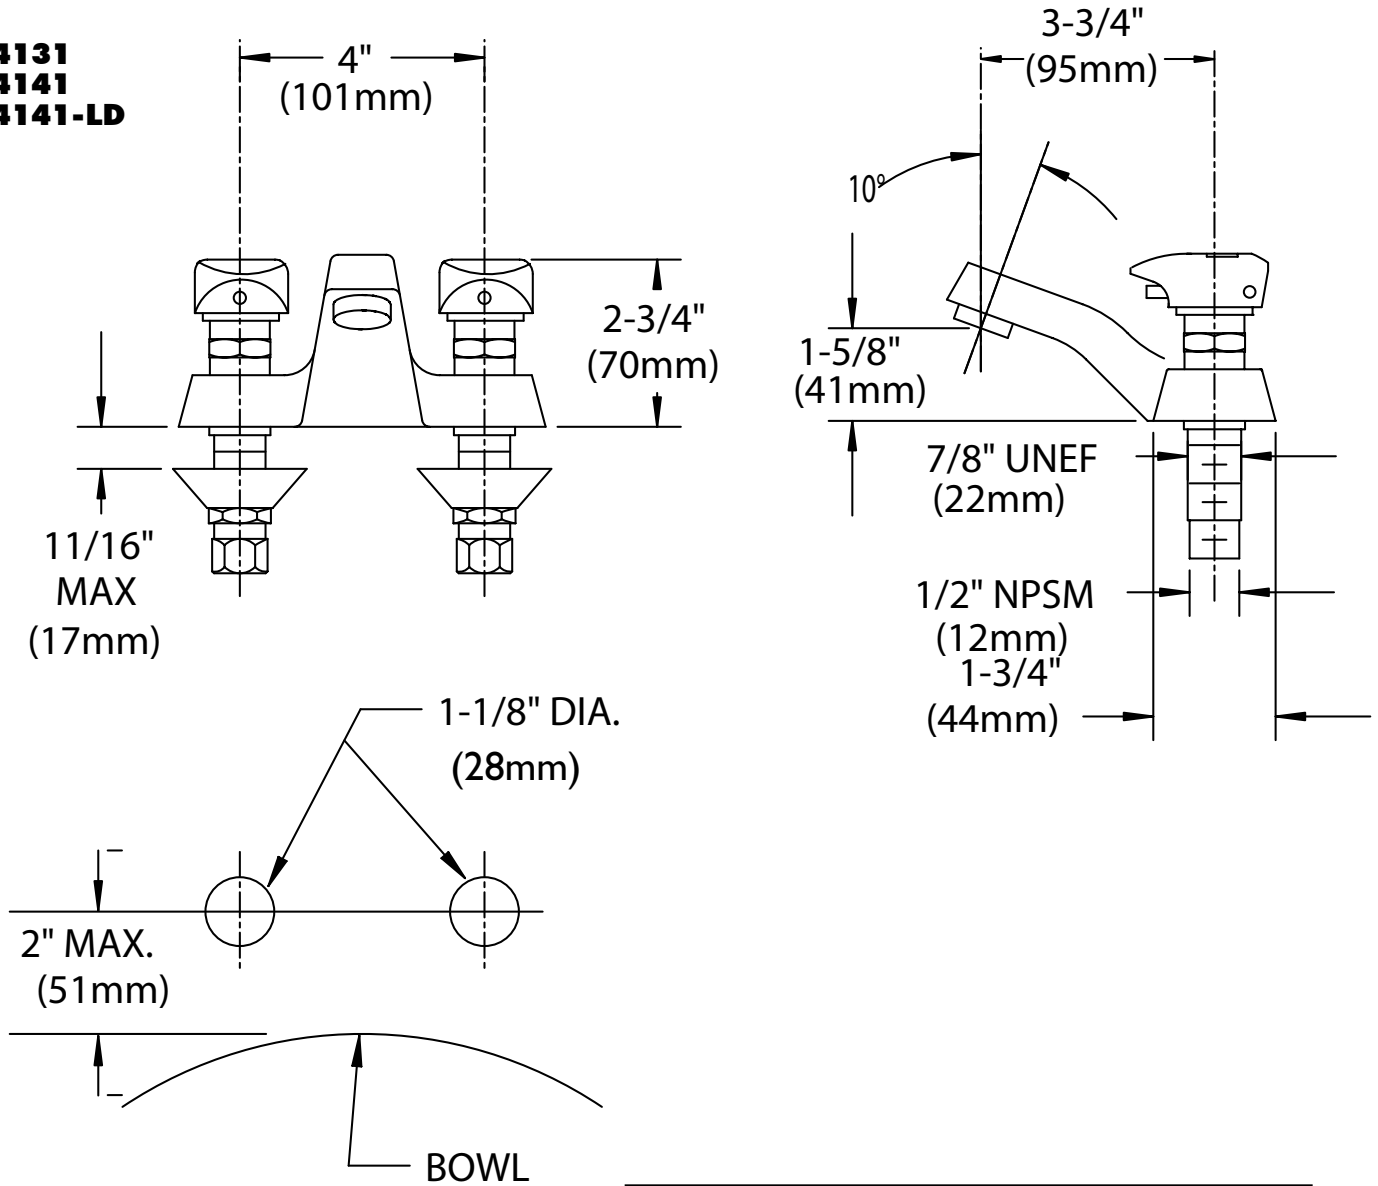 4131
4141
4141-LD
4"
(101mm)
3-3/4"
(95mm)
10º
2-3/4"
(70mm)
1-5/8"
(41mm)
7/8" UNEF
(22mm)
11/16"
MAX
(17mm)
1/2" NPSM
(12mm)
1-3/4"
(44mm)
1-1/8" DIA.
(28mm)
2" MAX.
(51mm)
BOWL